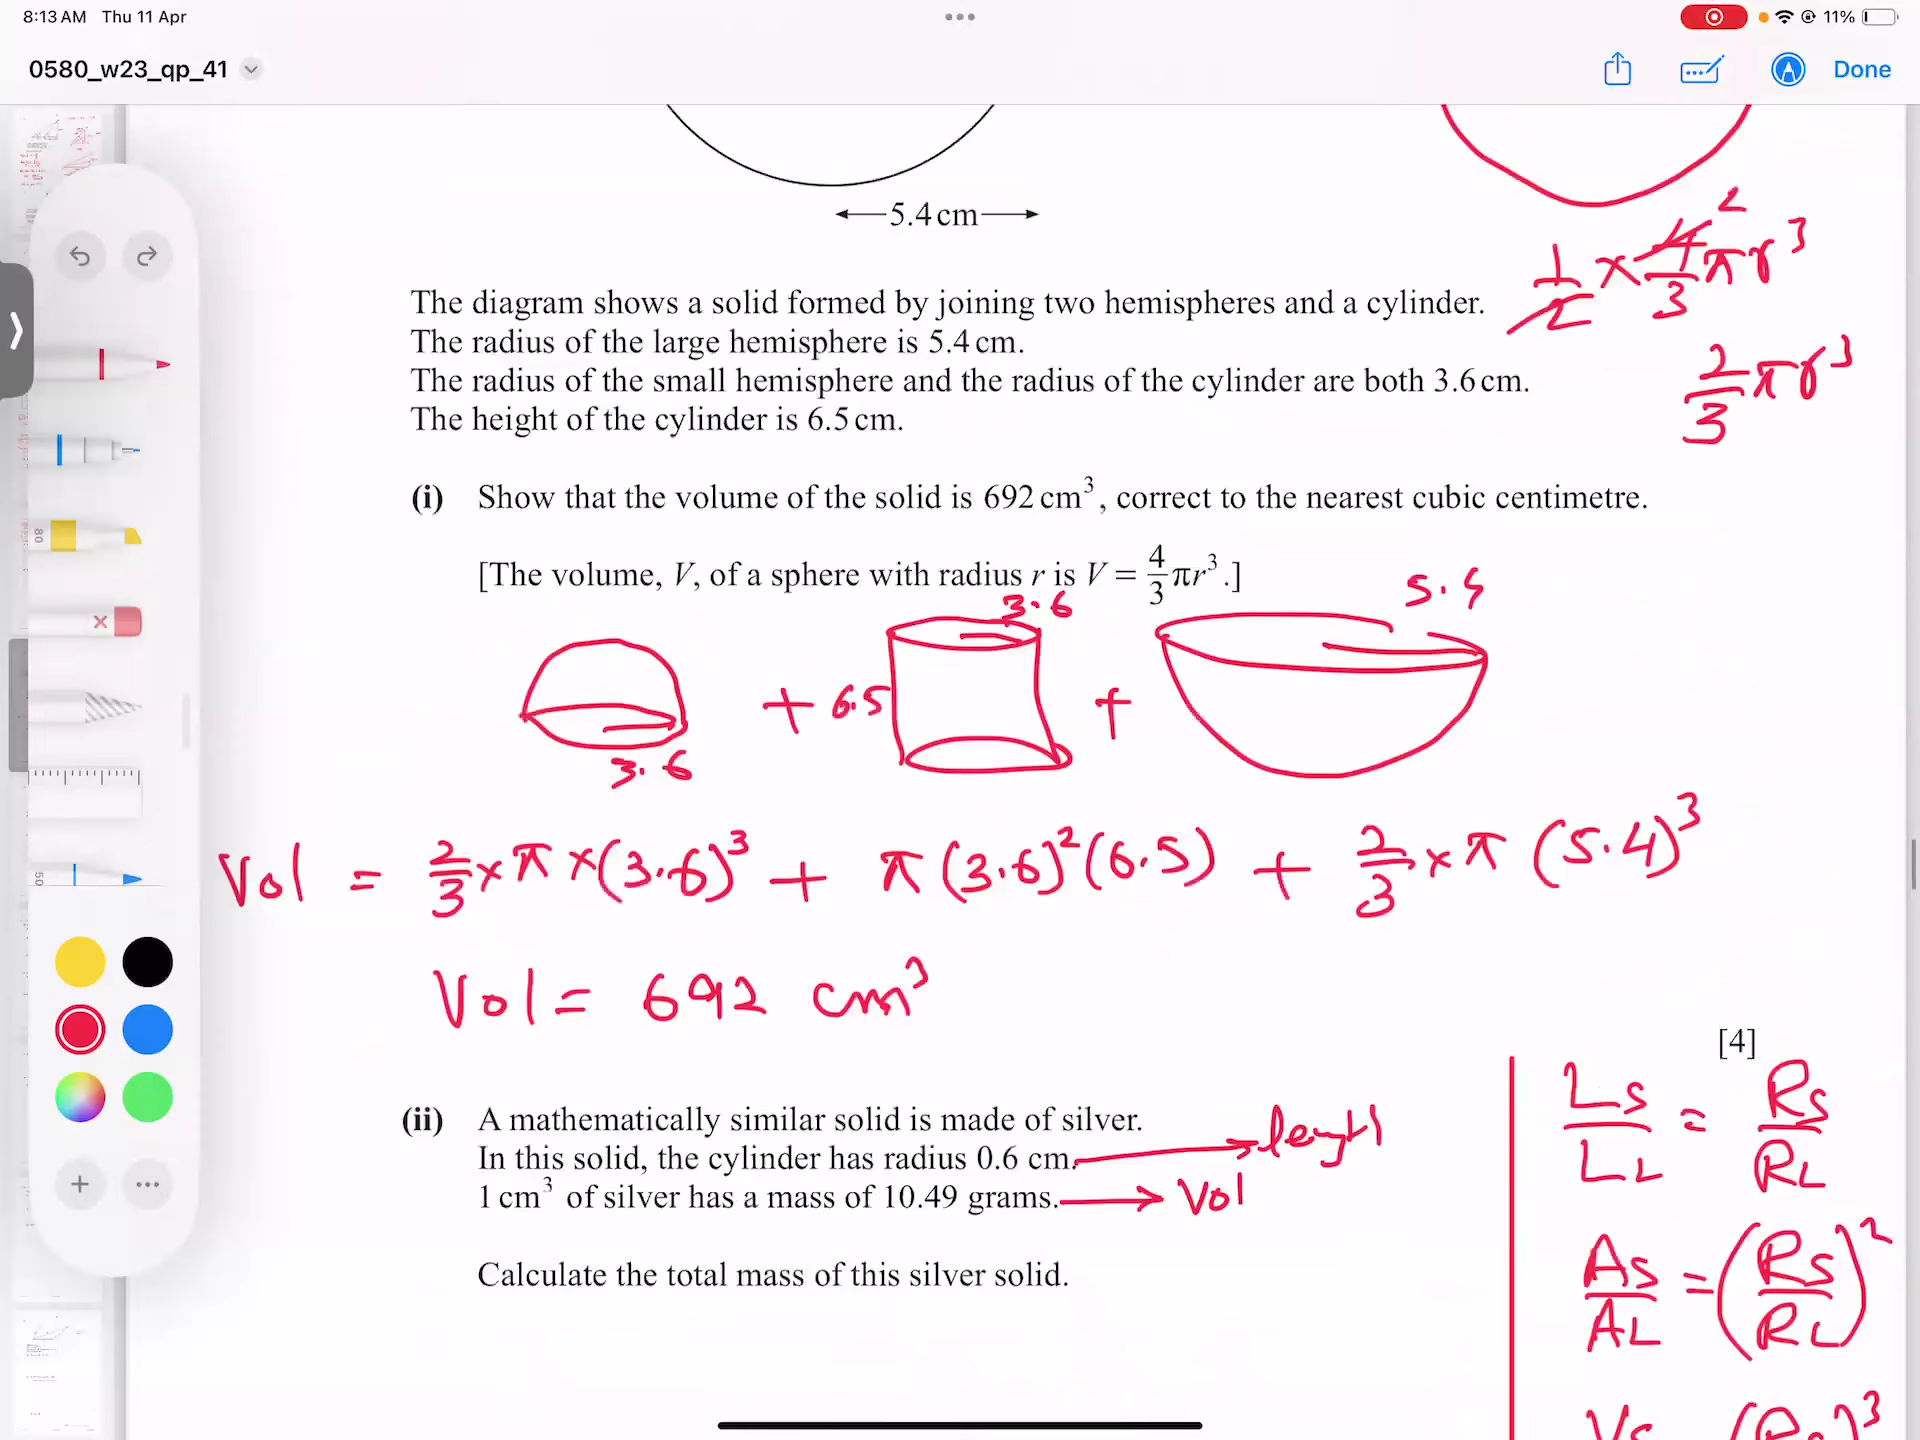 8:13 AM Thu 11 Apr
11%
0580_w23_qp_41
Done
5.4 cm
1/2 × 4/3 πr³
2
2/3 πr³
The diagram shows a solid formed by joining two hemispheres and a cylinder.
The radius of the large hemisphere is 5.4 cm.
The radius of the small hemisphere and the radius of the cylinder are both 3.6 cm.
The height of the cylinder is 6.5 cm.
(i) Show that the volume of the solid is 692 cm³, correct to the nearest cubic centimetre.
[The volume, V, of a sphere with radius r is V = 4/3 πr³.]
3.6
5.4
+ 6.5 +
3.6
Vol = 2/3 × π × (3.6)³ + π (3.6)² (6.5) + 2/3 × π (5.4)³
Vol = 692 cm³
[4]
(ii) A mathematically similar solid is made of silver.
In this solid, the cylinder has radius 0.6 cm. length
1 cm³ of silver has a mass of 10.49 grams. Vol
Calculate the total mass of this silver solid.
LS/LL = RS/RL
AS/AL = (RS/RL)²
80
50